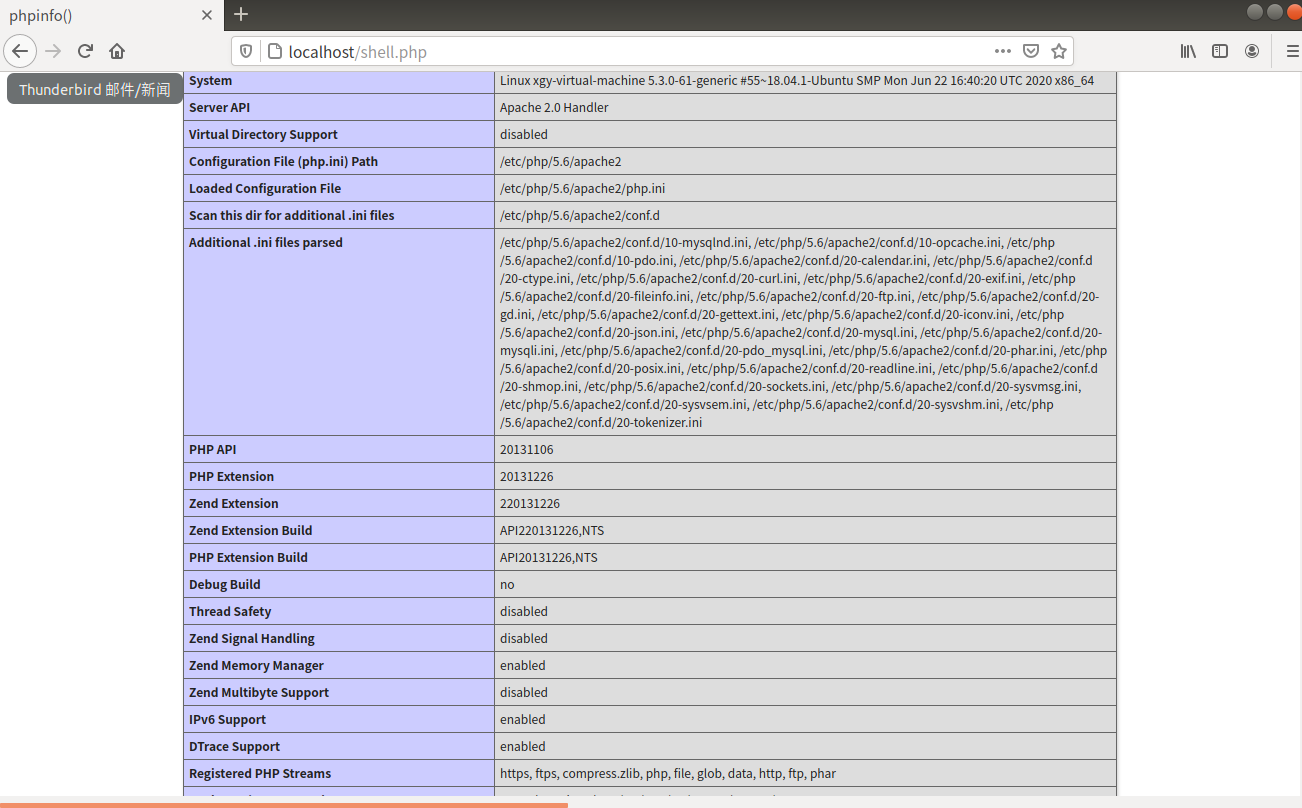 phpinfo()
localhost/shell.php
Thunderbird 邮件/新闻
System Linux xgy-virtual-machine 5.3.0-61-generic #55~18.04.1-Ubuntu SMP Mon Jun 22 16:40:20 UTC 2020 x86_64
Server API Apache 2.0 Handler
Virtual Directory Support disabled
Configuration File (php.ini) Path /etc/php/5.6/apache2
Loaded Configuration File /etc/php/5.6/apache2/php.ini
Scan this dir for additional .ini files /etc/php/5.6/apache2/conf.d
Additional .ini files parsed /etc/php/5.6/apache2/conf.d/10-mysqlnd.ini, /etc/php/5.6/apache2/conf.d/10-opcache.ini, /etc/php
/5.6/apache2/conf.d/10-pdo.ini, /etc/php/5.6/apache2/conf.d/20-calendar.ini, /etc/php/5.6/apache2/conf.d
/20-ctype.ini, /etc/php/5.6/apache2/conf.d/20-curl.ini, /etc/php/5.6/apache2/conf.d/20-exif.ini, /etc/php
/5.6/apache2/conf.d/20-fileinfo.ini, /etc/php/5.6/apache2/conf.d/20-ftp.ini, /etc/php/5.6/apache2/conf.d/20-
gd.ini, /etc/php/5.6/apache2/conf.d/20-gettext.ini, /etc/php/5.6/apache2/conf.d/20-iconv.ini, /etc/php
/5.6/apache2/conf.d/20-json.ini, /etc/php/5.6/apache2/conf.d/20-mysql.ini, /etc/php/5.6/apache2/conf.d/20-
mysqli.ini, /etc/php/5.6/apache2/conf.d/20-pdo_mysql.ini, /etc/php/5.6/apache2/conf.d/20-phar.ini, /etc/php
/5.6/apache2/conf.d/20-posix.ini, /etc/php/5.6/apache2/conf.d/20-readline.ini, /etc/php/5.6/apache2/conf.d
/20-shmop.ini, /etc/php/5.6/apache2/conf.d/20-sockets.ini, /etc/php/5.6/apache2/conf.d/20-sysvmsg.ini,
/etc/php/5.6/apache2/conf.d/20-sysvsem.ini, /etc/php/5.6/apache2/conf.d/20-sysvshm.ini, /etc/php
/5.6/apache2/conf.d/20-tokenizer.ini
PHP API 20131106
PHP Extension 20131226
Zend Extension 220131226
Zend Extension Build API220131226,NTS
PHP Extension Build API20131226,NTS
Debug Build no
Thread Safety disabled
Zend Signal Handling disabled
Zend Memory Manager enabled
Zend Multibyte Support disabled
IPv6 Support enabled
DTrace Support enabled
Registered PHP Streams https, ftps, compress.zlib, php, file, glob, data, http, ftp, phar